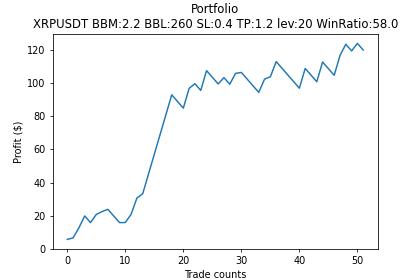 Portfolio
XRPUSDT BBM:2.2 BBL:260 SL:0.4 TP:1.2 lev:20 WinRatio:58.0
120
100
80
60
40
20
0
Profit ($)
0 10 20 30 40 50
Trade counts